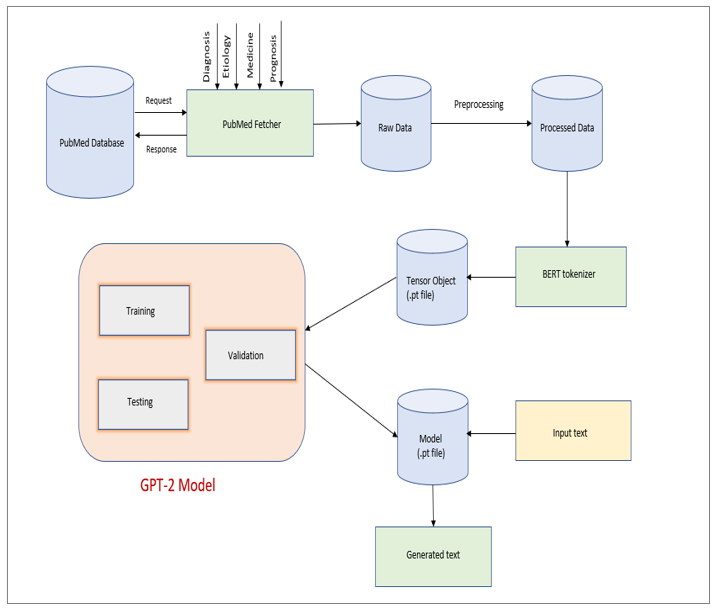 Diagnosis
Etiology
Medicine
Prognosis
PubMed Database
Request
Response
PubMed Fetcher
Raw Data
Preprocessing
Processed Data
BERT tokenizer
Tensor Object
(.pt file)
Training
Validation
Testing
GPT-2 Model
Model
(.pt file)
Input text
Generated text